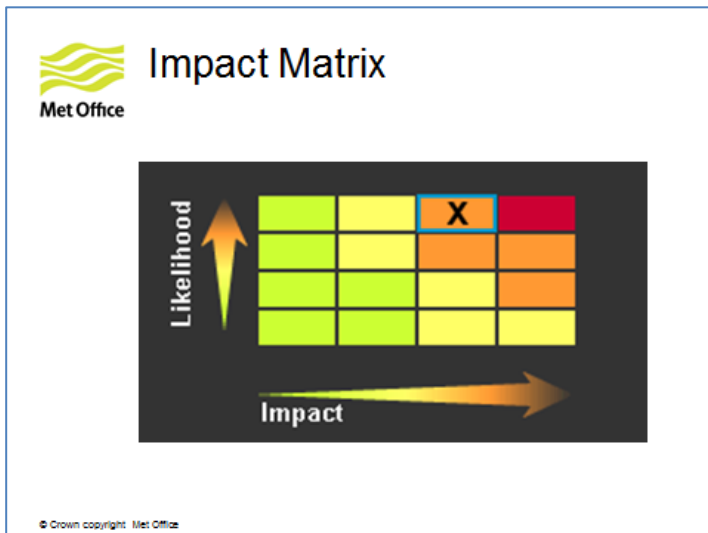 Impact Matrix
Met Office
Likelihood
X
Impact
© Crown copyright Met Office